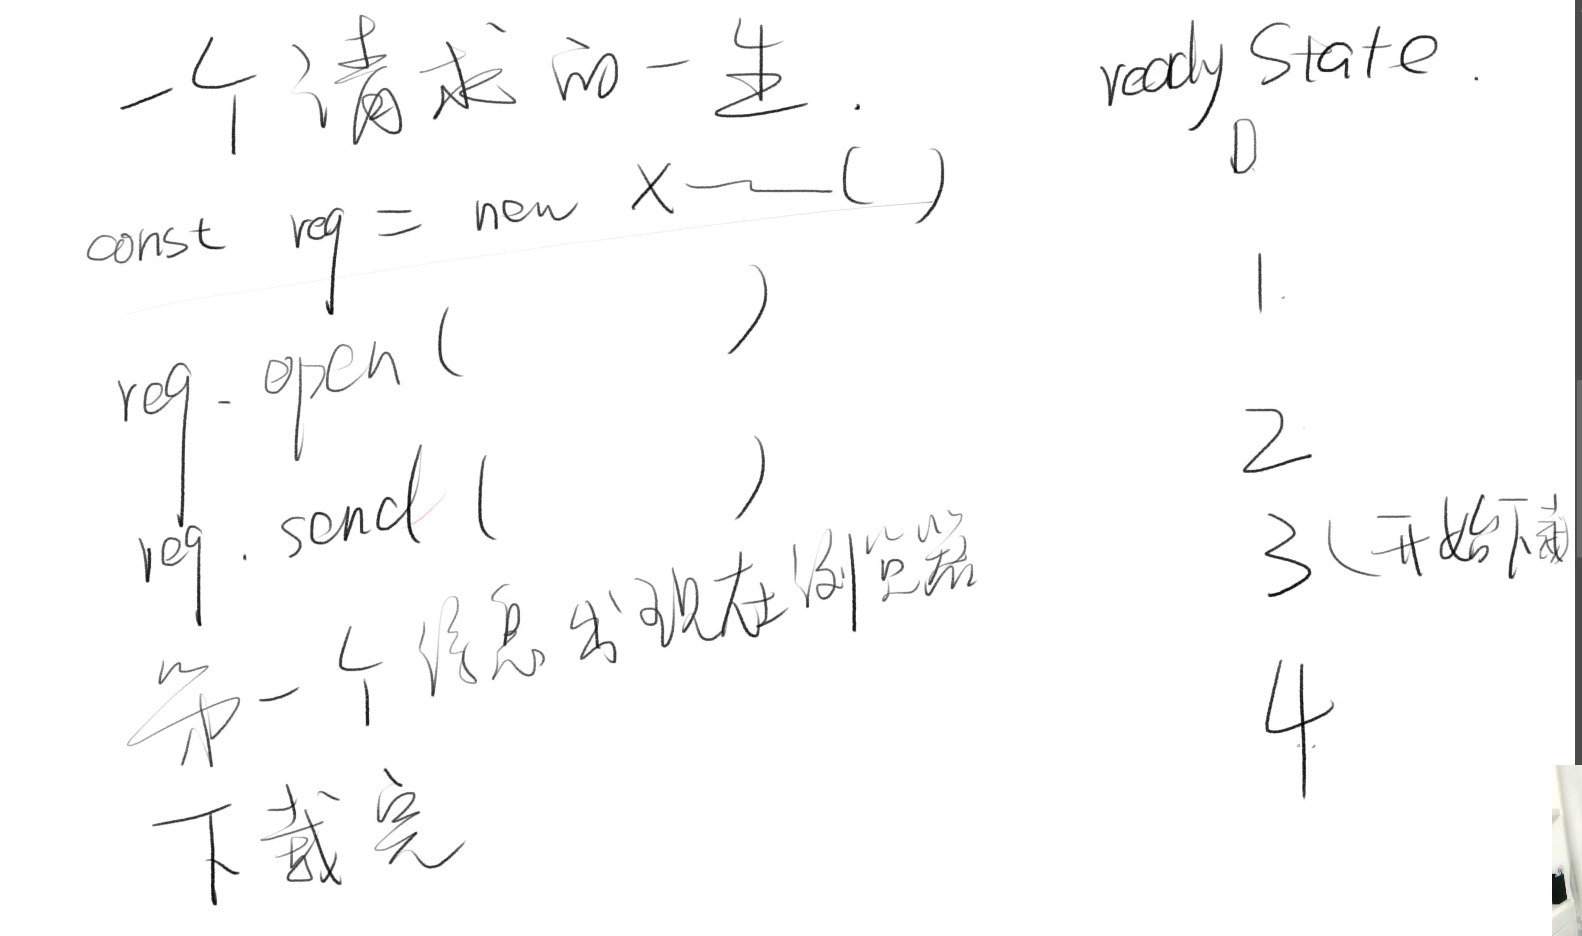 一个请求的一生.
readyState.
const req = new X——( )
0
req.open( )
1.
req.send( )
2
第一个信息出现在浏览器
3(开始下载
下载完
4